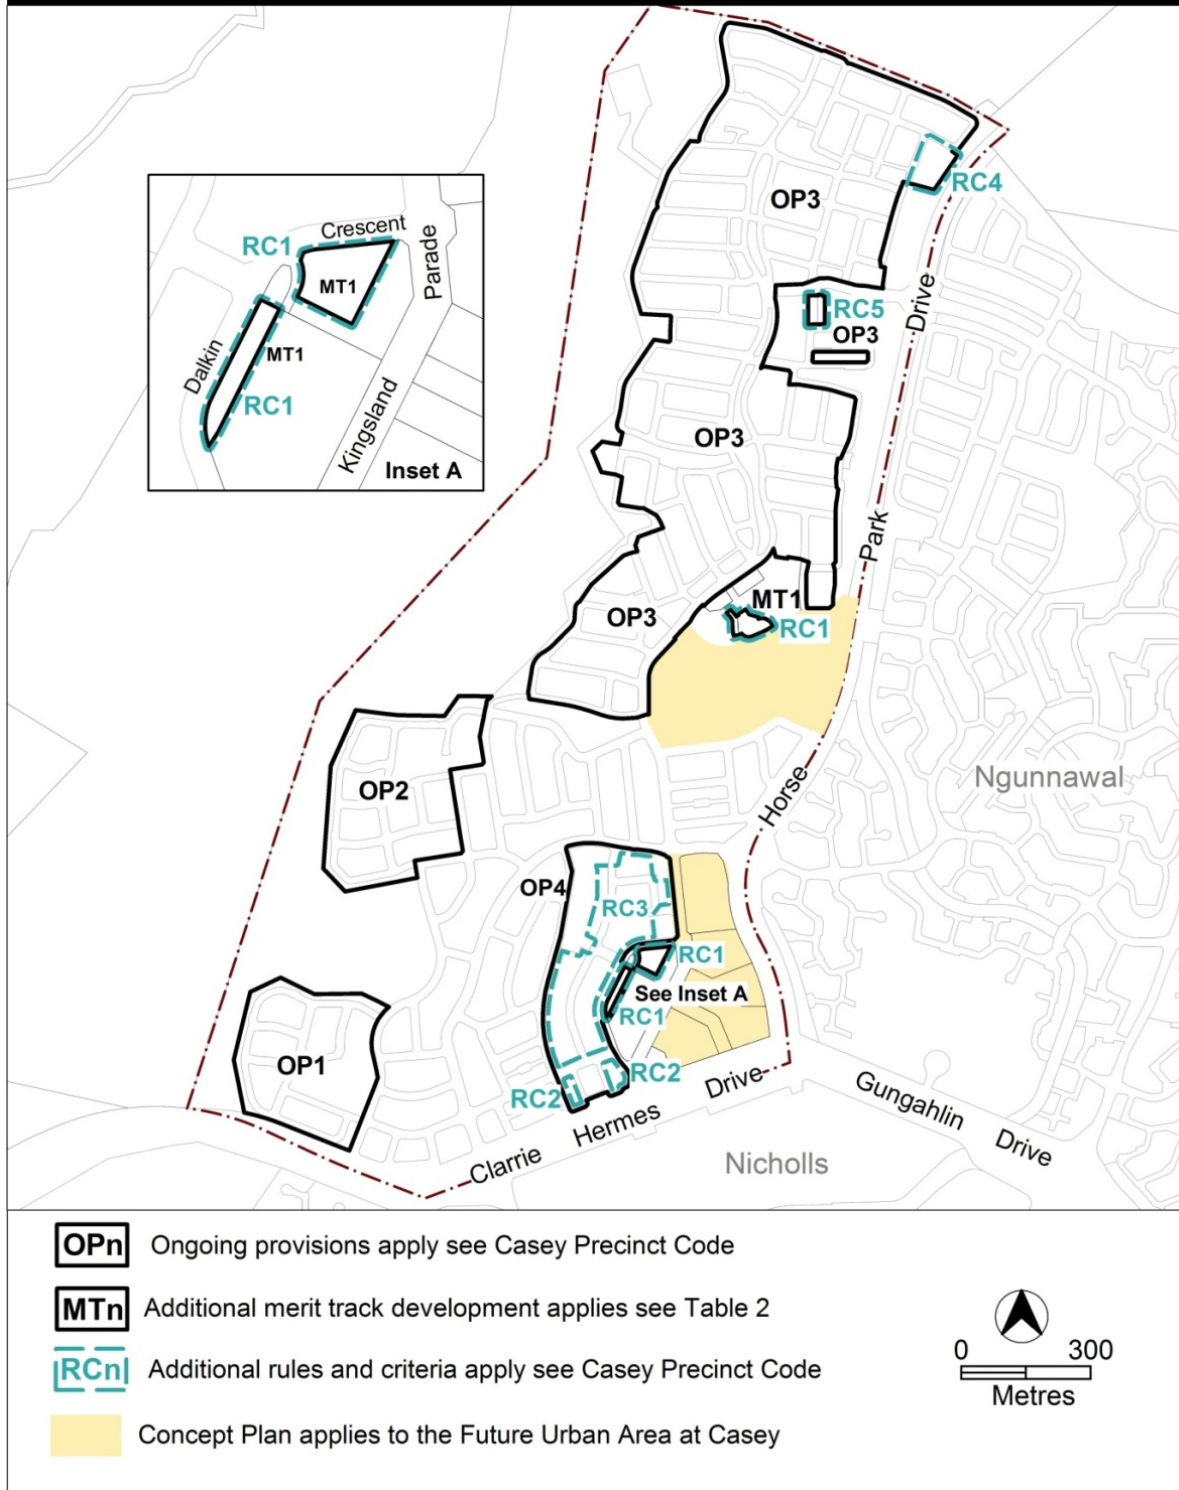 OP3
RC4
Crescent
RC1
Parade
MT1
Dalkin
MT1
RC1
Kingsland
Inset A
RC5
OP3
Drive
OP3
Park
OP3
MT1
RC1
Horse
Ngunnawal
OP2
OP4
RC3
RC1
See Inset A
RC1
OP1
RC2
RC2
Drive
Hermes
Clarrie
Gungahlin
Drive
Nicholls
OPn Ongoing provisions apply see Casey Precinct Code
MTn Additional merit track development applies see Table 2
RCn Additional rules and criteria apply see Casey Precinct Code
Concept Plan applies to the Future Urban Area at Casey
0 300
Metres